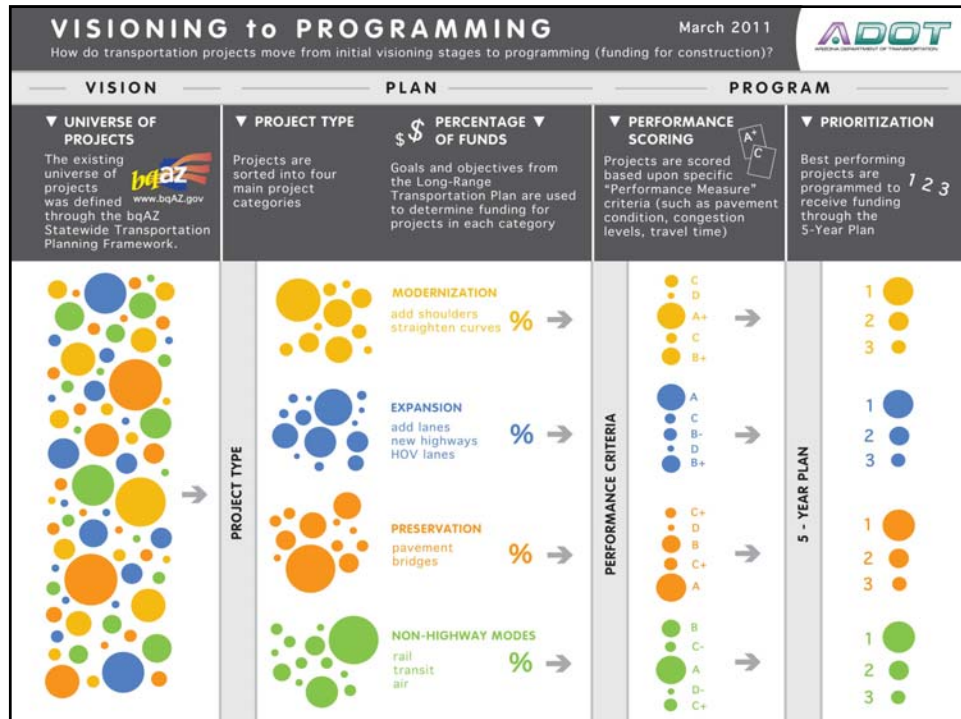 VISIONING to PROGRAMMING
March 2011
How do transportation projects move from initial visioning stages to programming (funding for construction)?
ADOT
ARIZONA DEPARTMENT OF TRANSPORTATION
VISION
PLAN
PROGRAM
▼ UNIVERSE OF
PROJECTS
The existing
universe of
projects
was defined
through the bqAZ
Statewide Transportation
Planning Framework.
bqaz
www.bqAZ.gov
▼ PROJECT TYPE
Projects are
sorted into four
main project
categories
$ $
PERCENTAGE ▼
OF FUNDS
Goals and objectives from
the Long-Range
Transportation Plan are used
to determine funding for
projects in each category
▼ PERFORMANCE
SCORING
A+
C
Projects are scored
based upon specific
“Performance Measure”
criteria (such as pavement
condition, congestion
levels, travel time)
▼ PRIORITIZATION
Best performing
projects are
programmed to
receive funding
through the
5-Year Plan
1 2 3
PROJECT TYPE
MODERNIZATION
add shoulders
straighten curves
%
EXPANSION
add lanes
new highways
HOV lanes
%
PRESERVATION
pavement
bridges
%
NON-HIGHWAY MODES
rail
transit
air
%
PERFORMANCE CRITERIA
C
D
A+
C
B+
A
C
B-
D
B+
C+
D
B
C+
A
B
C-
A
D-
C+
5 - YEAR PLAN
1
2
3
1
2
3
1
2
3
1
2
3